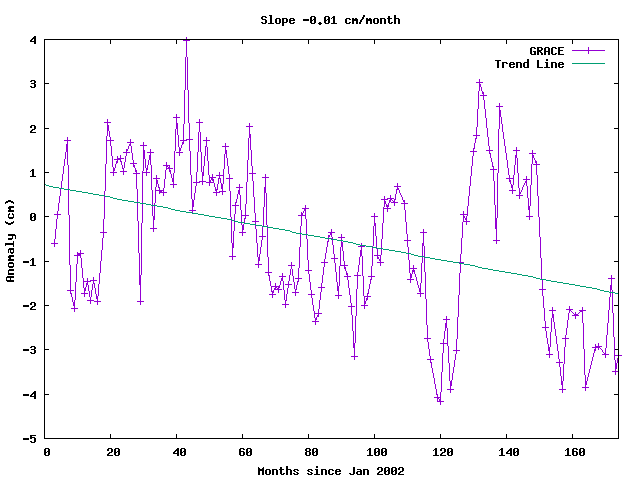 Slope -0.01 cm/month
GRACE
Trend Line
4
3
2
1
0
-1
-2
-3
-4
-5
Anomaly (cm)
0 20 40 60 80 100 120 140 160
Months since Jan 2002